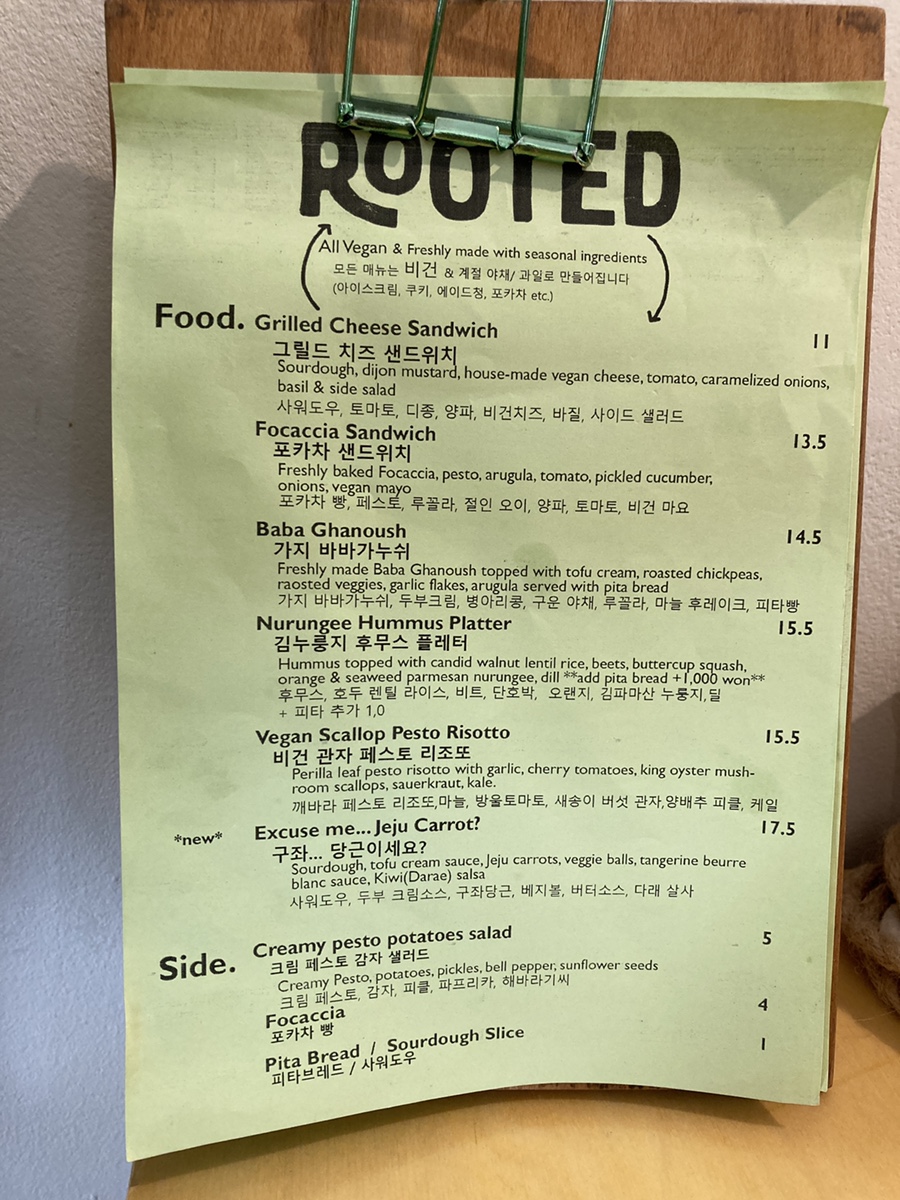 ROOTED
All Vegan & Freshly made with seasonal ingredients
모든 매뉴는 비건 & 계절 야채/ 과일로 만들어집니다
(아이스크림, 쿠키, 에이드청, 포카차 etc.)
Food.
Grilled Cheese Sandwich 11
그릴드 치즈 샌드위치
Sourdough, dijon mustard, house-made vegan cheese, tomato, caramelized onions,
basil & side salad
사워도우, 토마토, 디종, 양파, 비건치즈, 바질, 사이드 샐러드
Focaccia Sandwich 13.5
포카차 샌드위치
Freshly baked Focaccia, pesto, arugula, tomato, pickled cucumber,
onions, vegan mayo
포카차 빵, 페스토, 루꼴라, 절인 오이, 양파, 토마토, 비건 마요
Baba Ghanoush 14.5
가지 바바가누쉬
Freshly made Baba Ghanoush topped with tofu cream, roasted chickpeas,
raosted veggies, garlic flakes, arugula served with pita bread
가지 바바가누쉬, 두부크림, 병아리콩, 구운 야채, 루꼴라, 마늘 후레이크, 피타빵
Nurungee Hummus Platter 15.5
김누룽지 후무스 플레터
Hummus topped with candid walnut lentil rice, beets, buttercup squash,
orange & seaweed parmesan nurungee, dill **add pita bread +1,000 won**
후무스, 호두 렌틸 라이스, 비트, 단호박, 오랜지, 김파마산 누룽지,딜
+ 피타 추가 1,0
Vegan Scallop Pesto Risotto 15.5
비건 관자 페스토 리조또
Perilla leaf pesto risotto with garlic, cherry tomatoes, king oyster mush-
room scallops, sauerkraut, kale.
깨바라 페스토 리조또,마늘, 방울토마토, 새송이 버섯 관자,양배추 피클, 케일
*new* Excuse me... Jeju Carrot? 17.5
구좌... 당근이세요?
Sourdough, tofu cream sauce, Jeju carrots, veggie balls, tangerine beurre
blanc sauce, Kiwi(Darae) salsa
사워도우, 두부 크림소스, 구좌당근, 베지볼, 버터소스, 다래 살사
Side.
Creamy pesto potatoes salad 5
크림 페스토 감자 샐러드
Creamy Pesto, potatoes, pickles, bell pepper, sunflower seeds
크림 페스토, 감자, 피클, 파프리카, 해바라기씨
Focaccia 4
포카차 빵
Pita Bread / Sourdough Slice 1
피타브레드 / 사워도우